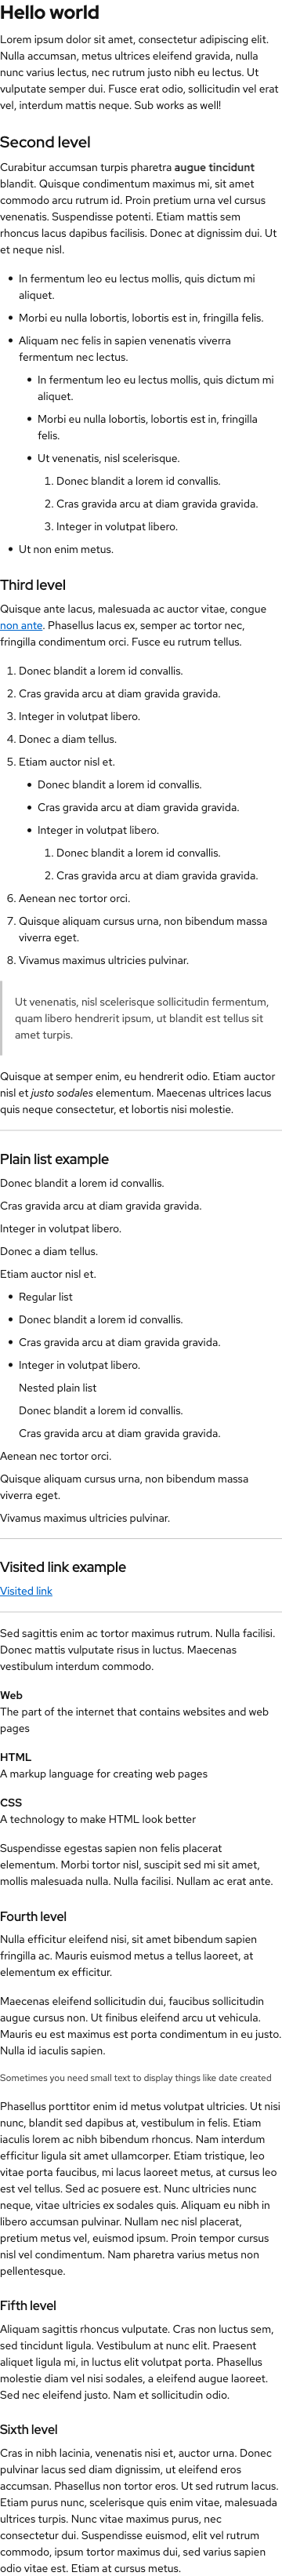 Hello world
Lorem ipsum dolor sit amet, consectetur adipiscing elit.
Nulla accumsan, metus ultrices eleifend gravida, nulla
nunc varius lectus, nec rutrum justo nibh eu lectus. Ut
vulputate semper dui. Fusce erat odio, sollicitudin vel erat
vel, interdum mattis neque. Sub works as well!
Second level
Curabitur accumsan turpis pharetra augue tincidunt
blandit. Quisque condimentum maximus mi, sit amet
commodo arcu rutrum id. Proin pretium urna vel cursus
venenatis. Suspendisse potenti. Etiam mattis sem
rhoncus lacus dapibus facilisis. Donec at dignissim dui. Ut
et neque nisl.
• In fermentum leo eu lectus mollis, quis dictum mi
aliquet.
• Morbi eu nulla lobortis, lobortis est in, fringilla felis.
• Aliquam nec felis in sapien venenatis viverra
fermentum nec lectus.
• In fermentum leo eu lectus mollis, quis dictum mi
aliquet.
• Morbi eu nulla lobortis, lobortis est in, fringilla
felis.
• Ut venenatis, nisl scelerisque.
1. Donec blandit a lorem id convallis.
2. Cras gravida arcu at diam gravida gravida.
3. Integer in volutpat libero.
• Ut non enim metus.
Third level
Quisque ante lacus, malesuada ac auctor vitae, congue
non ante. Phasellus lacus ex, semper ac tortor nec,
fringilla condimentum orci. Fusce eu rutrum tellus.
1. Donec blandit a lorem id convallis.
2. Cras gravida arcu at diam gravida gravida.
3. Integer in volutpat libero.
4. Donec a diam tellus.
5. Etiam auctor nisl et.
• Donec blandit a lorem id convallis.
• Cras gravida arcu at diam gravida gravida.
• Integer in volutpat libero.
1. Donec blandit a lorem id convallis.
2. Cras gravida arcu at diam gravida gravida.
6. Aenean nec tortor orci.
7. Quisque aliquam cursus urna, non bibendum massa
viverra eget.
8. Vivamus maximus ultricies pulvinar.
Ut venenatis, nisl scelerisque sollicitudin fermentum,
quam libero hendrerit ipsum, ut blandit est tellus sit
amet turpis.
Quisque at semper enim, eu hendrerit odio. Etiam auctor
nisl et justo sodales elementum. Maecenas ultrices lacus
quis neque consectetur, et lobortis nisi molestie.
Plain list example
Donec blandit a lorem id convallis.
Cras gravida arcu at diam gravida gravida.
Integer in volutpat libero.
Donec a diam tellus.
Etiam auctor nisl et.
• Regular list
• Donec blandit a lorem id convallis.
• Cras gravida arcu at diam gravida gravida.
• Integer in volutpat libero.
Nested plain list
Donec blandit a lorem id convallis.
Cras gravida arcu at diam gravida gravida.
Aenean nec tortor orci.
Quisque aliquam cursus urna, non bibendum massa
viverra eget.
Vivamus maximus ultricies pulvinar.
Visited link example
Visited link
Sed sagittis enim ac tortor maximus rutrum. Nulla facilisi.
Donec mattis vulputate risus in luctus. Maecenas
vestibulum interdum commodo.
Web
The part of the internet that contains websites and web
pages
HTML
A markup language for creating web pages
CSS
A technology to make HTML look better
Suspendisse egestas sapien non felis placerat
elementum. Morbi tortor nisl, suscipit sed mi sit amet,
mollis malesuada nulla. Nulla facilisi. Nullam ac erat ante.
Fourth level
Nulla efficitur eleifend nisi, sit amet bibendum sapien
fringilla ac. Mauris euismod metus a tellus laoreet, at
elementum ex efficitur.
Maecenas eleifend sollicitudin dui, faucibus sollicitudin
augue cursus non. Ut finibus eleifend arcu ut vehicula.
Mauris eu est maximus est porta condimentum in eu justo.
Nulla id iaculis sapien.
Sometimes you need small text to display things like date created
Phasellus porttitor enim id metus volutpat ultricies. Ut nisi
nunc, blandit sed dapibus at, vestibulum in felis. Etiam
iaculis lorem ac nibh bibendum rhoncus. Nam interdum
efficitur ligula sit amet ullamcorper. Etiam tristique, leo
vitae porta faucibus, mi lacus laoreet metus, at cursus leo
est vel tellus. Sed ac posuere est. Nunc ultricies nunc
neque, vitae ultricies ex sodales quis. Aliquam eu nibh in
libero accumsan pulvinar. Nullam nec nisl placerat,
pretium metus vel, euismod ipsum. Proin tempor cursus
nisl vel condimentum. Nam pharetra varius metus non
pellentesque.
Fifth level
Aliquam sagittis rhoncus vulputate. Cras non luctus sem,
sed tincidunt ligula. Vestibulum at nunc elit. Praesent
aliquet ligula mi, in luctus elit volutpat porta. Phasellus
molestie diam vel nisi sodales, a eleifend augue laoreet.
Sed nec eleifend justo. Nam et sollicitudin odio.
Sixth level
Cras in nibh lacinia, venenatis nisi et, auctor urna. Donec
pulvinar lacus sed diam dignissim, ut eleifend eros
accumsan. Phasellus non tortor eros. Ut sed rutrum lacus.
Etiam purus nunc, scelerisque quis enim vitae, malesuada
ultrices turpis. Nunc vitae maximus purus, nec
consectetur dui. Suspendisse euismod, elit vel rutrum
commodo, ipsum tortor maximus dui, sed varius sapien
odio vitae est. Etiam at cursus metus.